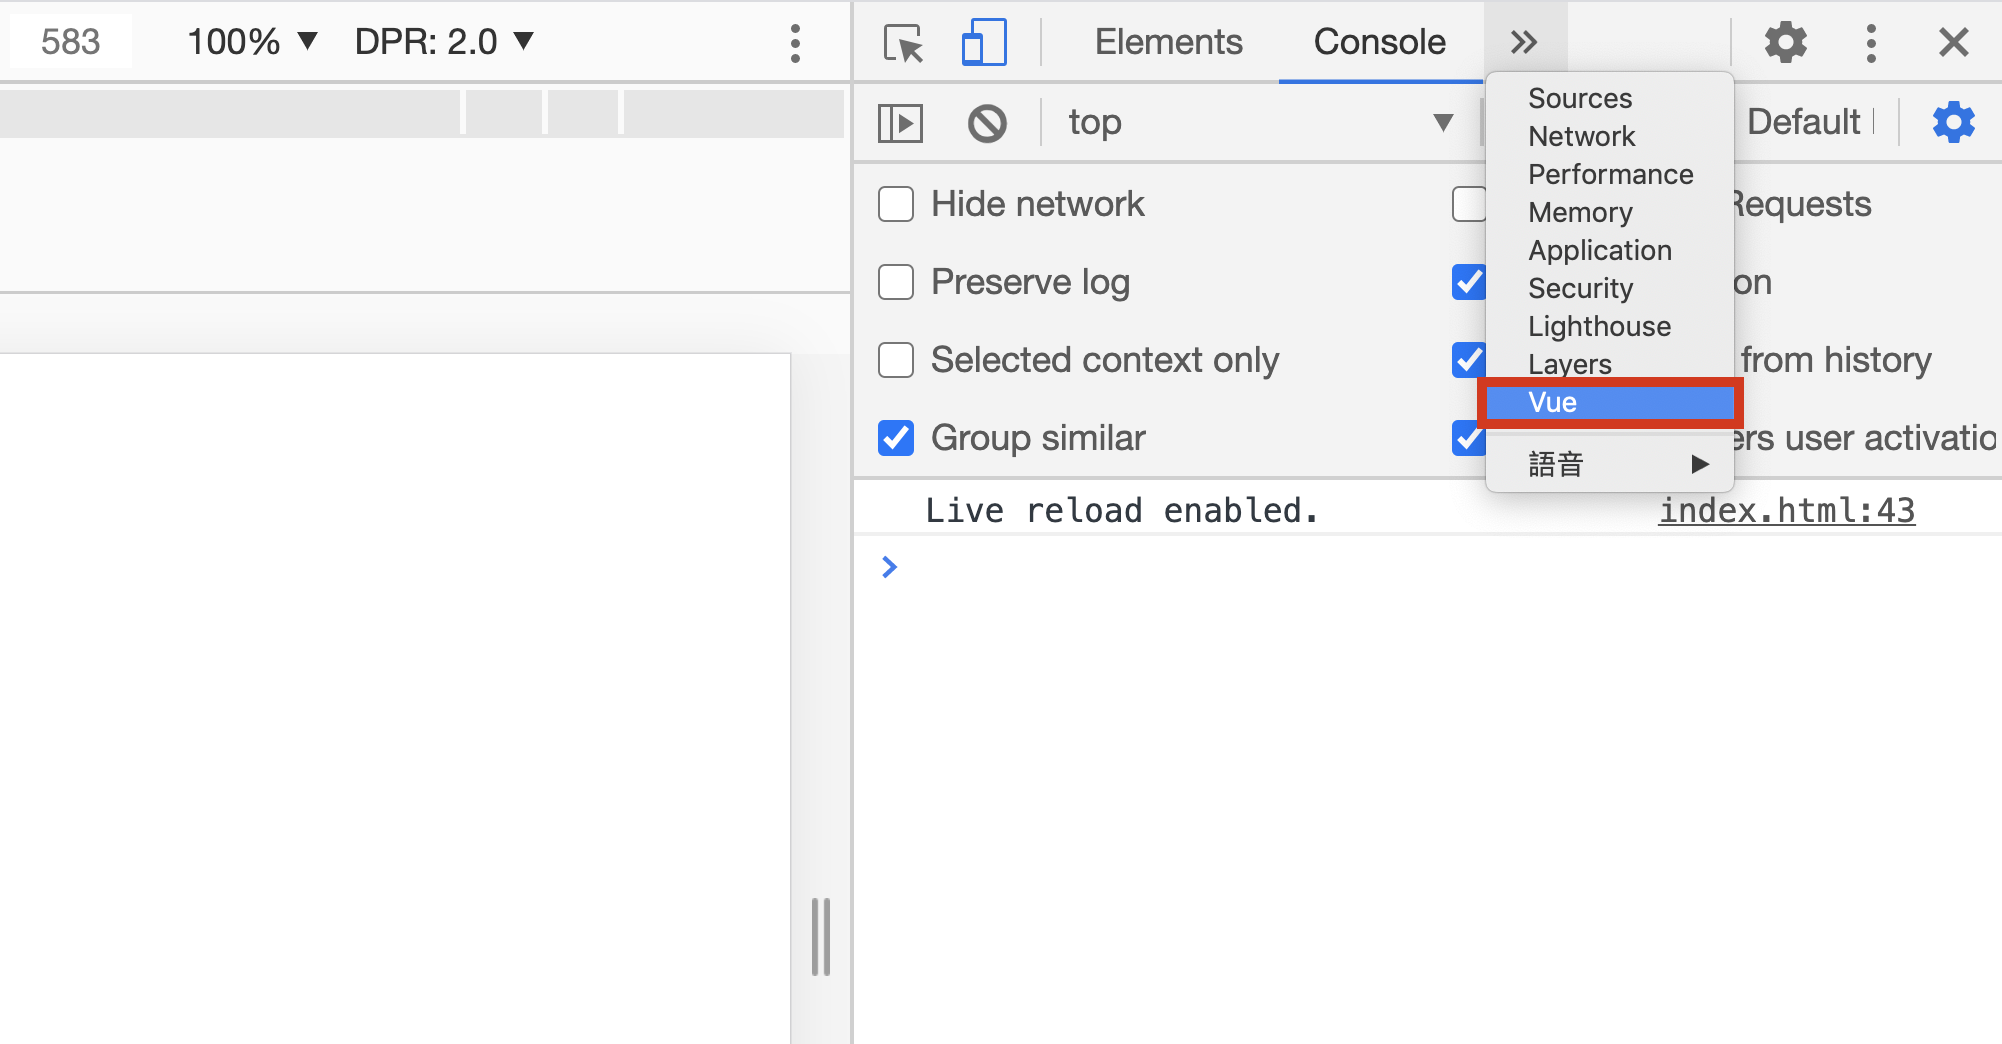 583 100% ▼ DPR: 2.0 ▼
Elements Console »
top ▼
Default
Hide network
Preserve log
Selected context only
Group similar
Requests
on
from history
ers user activatio
Sources
Network
Performance
Memory
Application
Security
Lighthouse
Layers
Vue
語音 ▶
Live reload enabled. index.html:43
>